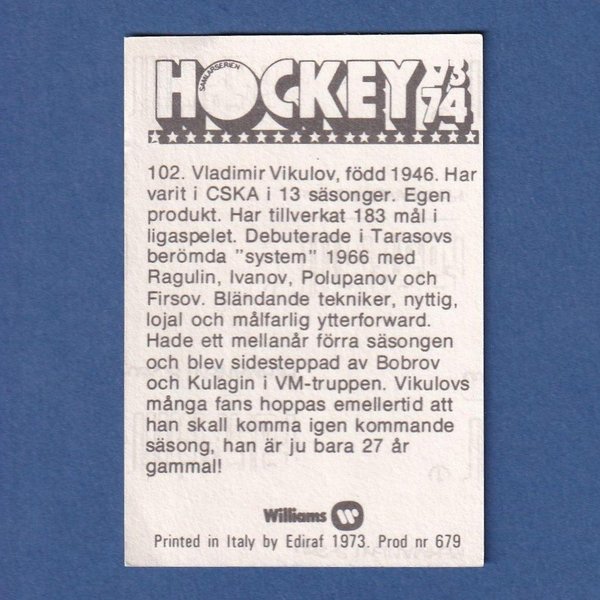 SAMLARSERIEN
HOCKEY 73 74
102. Vladimir Vikulov, född 1946. Har
varit i CSKA i 13 säsonger. Egen
produkt. Har tillverkat 183 mål i
ligaspelet. Debuterade i Tarasovs
berömda ”system” 1966 med
Ragulin, Ivanov, Polupanov och
Firsov. Bländande tekniker, nyttig,
lojal och målfarlig ytterforward.
Hade ett mellanår förra säsongen
och blev sidesteppad av Bobrov
och Kulagin i VM-truppen. Vikulovs
många fans hoppas emellertid att
han skall komma igen kommande
säsong, han är ju bara 27 år
gammal!
Williams
Printed in Italy by Ediraf 1973. Prod nr 679